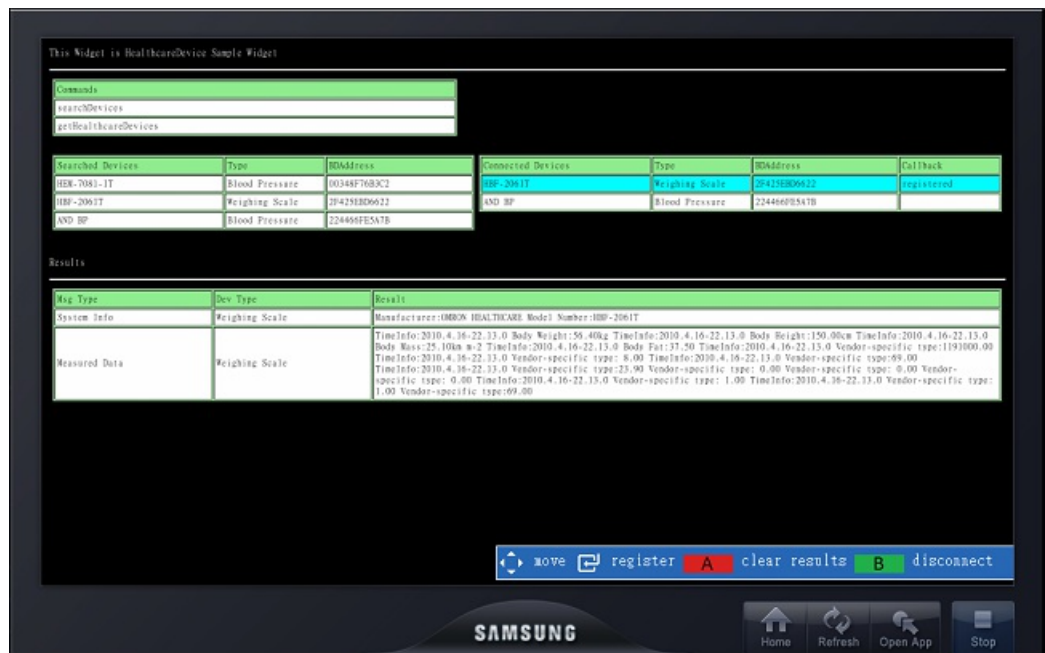 This Widget is HealthcareDevice Sample Widget
Commands
searchDevices
getHealthcareDevices
Searched Devices Type BDAddress
HEM-7081-IT Blood Pressure 00348F76B3C2
HBF-206IT Weighing Scale 2F425EBD6622
AND BP Blood Pressure 224466FE5A7B
Connected Devices Type BDAddress Callback
HBF-206IT Weighing Scale 2F425EBD6622 registered
AND BP Blood Pressure 224466FE5A7B
Results
Msg Type Dev Type Result
System Info Weighing Scale Manufacturer:OMRON HEALTHCARE Model Number:HBF-206IT
Measured Data Weighing Scale
TimeInfo:2010.4.16-22.13.0 Body Weight:56.40kg TimeInfo:2010.4.16-22.13.0 Body Height:150.00cm TimeInfo:2010.4.16-22.13.0
Body Mass:25.10km m-2 TimeInfo:2010.4.16-22.13.0 Body Fat:37.50 TimeInfo:2010.4.16-22.13.0 Vendor-specific type:1193000.00
TimeInfo:2010.4.16-22.13.0 Vendor-specific type: 8.00 TimeInfo:2010.4.16-22.13.0 Vendor-specific type:69.00
TimeInfo:2010.4.16-22.13.0 Vendor-specific type:23.90 Vendor-specific type: 0.00 Vendor-specific type: 0.00 Vendor-
specific type: 0.00 TimeInfo:2010.4.16-22.13.0 Vendor-specific type: 1.00 TimeInfo:2010.4.16-22.13.0 Vendor-specific type:
1.00 Vendor-specific type:69.00
move register A clear results B disconnect
SAMSUNG
Home Refresh Open App Stop